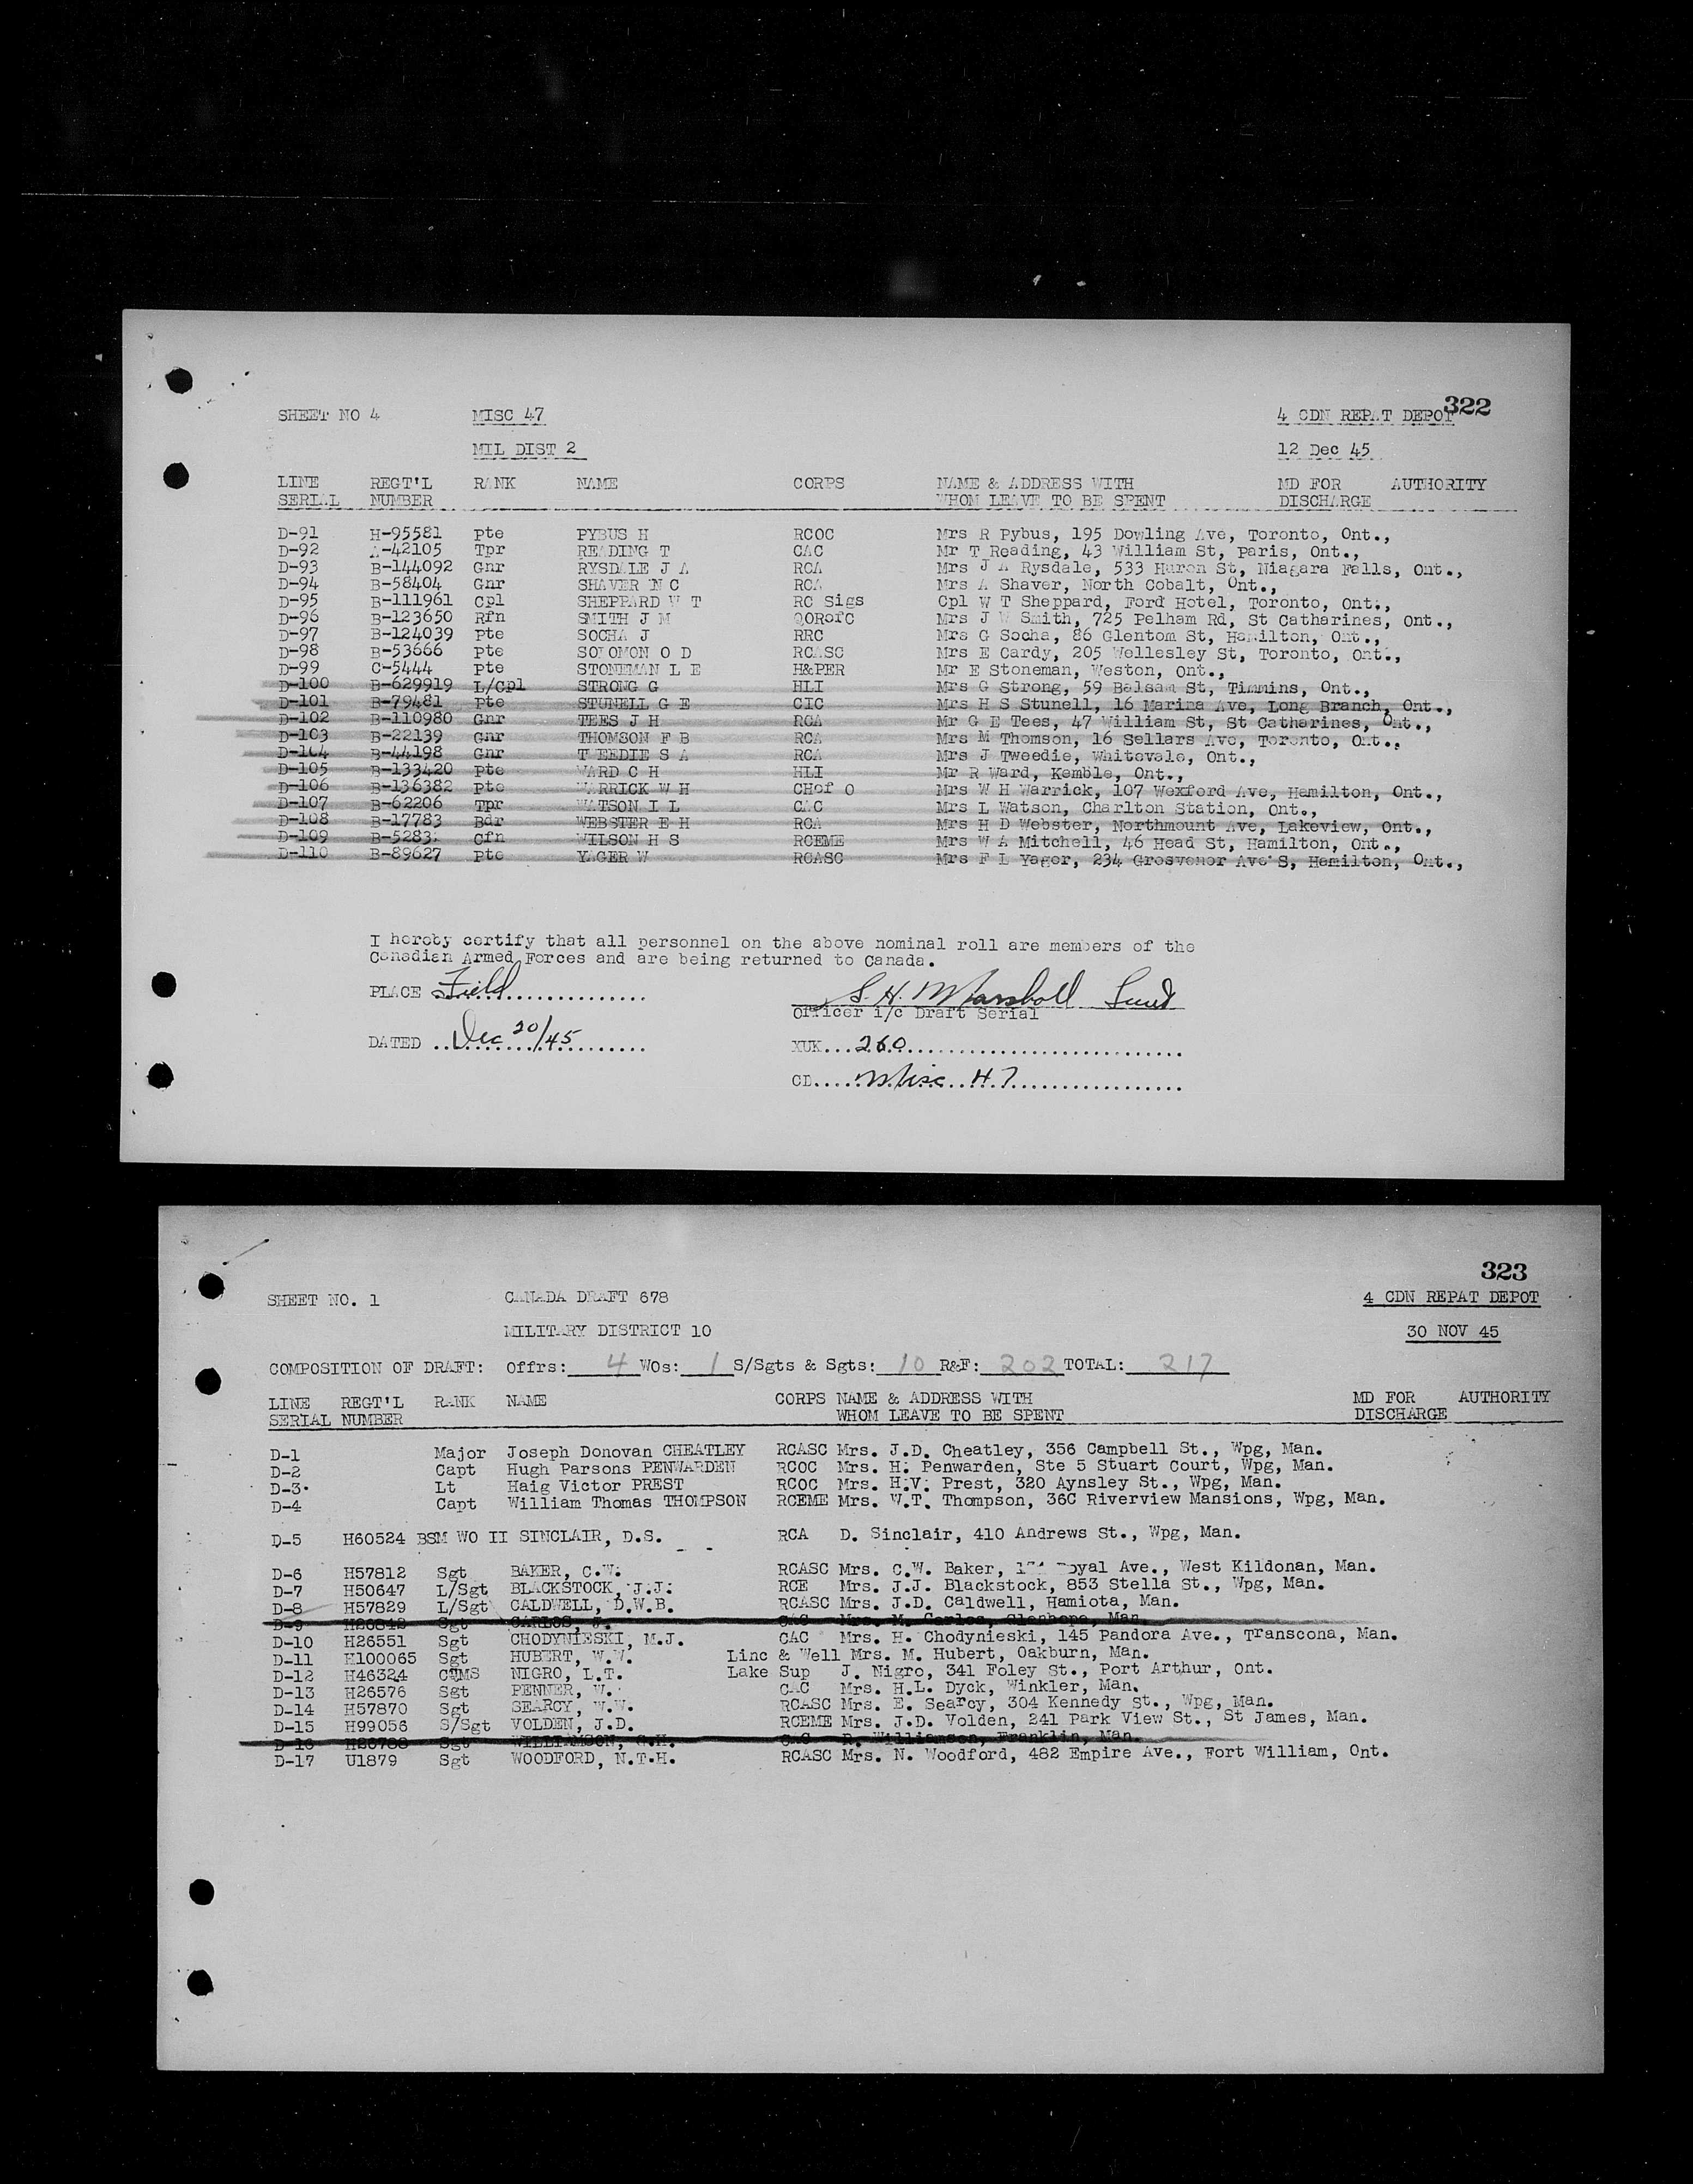 322
SHEET NO 4 MISC 47 4 CDN REPAT DEPOT
MIL DIST 2 12 Dec 45
LINE REGT'L RANK NAME CORPS NAME & ADDRESS WITH MD FOR AUTHORITY
SERIAL NUMBER WHOM LEAVE TO BE SPENT DISCHARGE
D-91 H-95581 Pte PYBUS H RCOC Mrs R Pybus, 195 Dowling Ave, Toronto, Ont.,
D-92 A-42105 Tpr READING T CAC Mr T Reading, 43 William St, Paris, Ont.,
D-93 B-144092 Gnr RYSDALE J A RCA Mrs J A Rysdale, 533 Huron St, Niagara Falls, Ont.,
D-94 B-58404 Gnr SHAVER N C RCA Mrs A Shaver, North Cobalt, Ont.,
D-95 B-111961 Cpl SHEPPARD W T RC Sigs Cpl W T Sheppard, Ford Hotel, Toronto, Ont.,
D-96 B-123650 Rfn SMITH J M QORofC Mrs J W Smith, 725 Pelham Rd, St Catharines, Ont.,
D-97 B-124039 Pte SOCHA J RRC Mrs G Socha, 86 Glentom St, Hamilton, Ont.,
D-98 B-53666 Pte SOLOMON O D RCASC Mrs E Cardy, 205 Wellesley St, Toronto, Ont.,
D-99 C-5444 Pte STONEMAN L E H&PER Mr E Stoneman, Weston, Ont.,
D-100 B-629919 L/Cpl STRONG G HLI Mrs G Strong, 59 Balsam St, Timmins, Ont.,
D-101 B-79481 Pte STUNELL G E CIC Mrs H S Stunell, 16 Marina Ave, Long Branch, Ont.,
D-102 B-110980 Gnr TEES J H RCA Mr G E Tees, 47 William St, St Catharines, Ont.,
D-103 B-22139 Gnr THOMSON F B RCA Mrs M Thomson, 16 Sellars Ave, Toronto, Ont.,
D-104 B-44198 Gnr TWEEDIE S A RCA Mrs J Tweedie, Whitevale, Ont.,
D-105 B-133420 Pte WARD C H HLI Mr R Ward, Kemble, Ont.,
D-106 B-136382 Pte WARRICK W H CHof O Mrs W H Warrick, 107 Wexford Ave, Hamilton, Ont.,
D-107 B-62206 Tpr WATSON I L CAC Mrs L Watson, Charlton Station, Ont.,
D-108 B-17783 Bdr WEBSTER E H RCA Mrs H D Webster, Northmount Ave, Lakeview, Ont.,
D-109 Cfn WILSON H S RCEME Mrs W A Mitchell, 46 Head St, Hamilton, Ont.,
D-110 B-89627 Pte YAGER W RCASC Mrs F L Yager, 234 Grosvenor Ave S, Hamilton, Ont.,
I hereby certify that all personnel on the above nominal roll are members of the
Canadian Armed Forces and are being returned to Canada.
PLACE Field S. H. Marshall
Officer i/c Draft Serial
DATED Dec 20/45 XUK...260
CD.....Misc 47
323
SHEET NO. 1 CANADA DRAFT 678 4 CDN REPAT DEPOT
MILITARY DISTRICT 10 30 NOV 45
COMPOSITION OF DRAFT: Offrs: 4 WOs: 1 S/Sgts & Sgts: 10 R&F: 202 TOTAL: 217
LINE REGT'L RANK NAME CORPS NAME & ADDRESS WITH MD FOR AUTHORITY
SERIAL NUMBER WHOM LEAVE TO BE SPENT DISCHARGE
D-1 Major Joseph Donovan CHEATLEY RCASC Mrs. J.D. Cheatley, 356 Campbell St., Wpg, Man.
D-2 Capt Hugh Parsons PENWARDEN RCOC Mrs. H. Penwarden, Ste 5 Stuart Court, Wpg, Man.
D-3 Lt Haig Victor PREST RCOC Mrs. H.V. Prest, 320 Aynsley St., Wpg, Man.
D-4 Capt William Thomas THOMPSON RCEME Mrs. W.T. Thompson, 36C Riverview Mansions, Wpg, Man.
D-5 H60524 BSM WO II SINCLAIR, D.S. RCA D. Sinclair, 410 Andrews St., Wpg, Man.
D-6 H57812 Sgt BAKER, C.W. RCASC Mrs. C.W. Baker, Royal Ave., West Kildonan, Man.
D-7 H50647 L/Sgt BLACKSTOCK, J.J. RCE Mrs. J.J. Blackstock, 853 Stella St., Wpg, Man.
D-8 H57829 L/Sgt CALDWELL, D.W.B. RCASC Mrs. J.D. Caldwell, Hamiota, Man.
D-9 H26842 Sgt CARLOS, J. CAC Mrs. M. Carlos, Glenhope, Man.
D-10 H26551 Sgt CHODYNIESKI, M.J. CAC Mrs. H. Chodynieski, 145 Pandora Ave., Transcona, Man.
D-11 H100065 Sgt HUBERT, W.W. Linc & Well Mrs. M. Hubert, Oakburn, Man.
D-12 H46324 CQMS NIGRO, L.T. Lake Sup J. Nigro, 341 Foley St., Port Arthur, Ont.
D-13 H26576 Sgt PENNER, W. CAC Mrs. H.L. Dyck, Winkler, Man.
D-14 H57870 Sgt SEARCY, W.W. RCASC Mrs. E. Searcy, 304 Kennedy St., Wpg, Man.
D-15 H99056 S/Sgt VOLDEN, J.D. RCEME Mrs. J.D. Volden, 241 Park View St., St James, Man.
D-16 H26788 Sgt WILLIAMSON, CAC R. Williamson, Franklin, Man.
D-17 U1879 Sgt WOODFORD, N.T.H. RCASC Mrs. N. Woodford, 482 Empire Ave., Fort William, Ont.